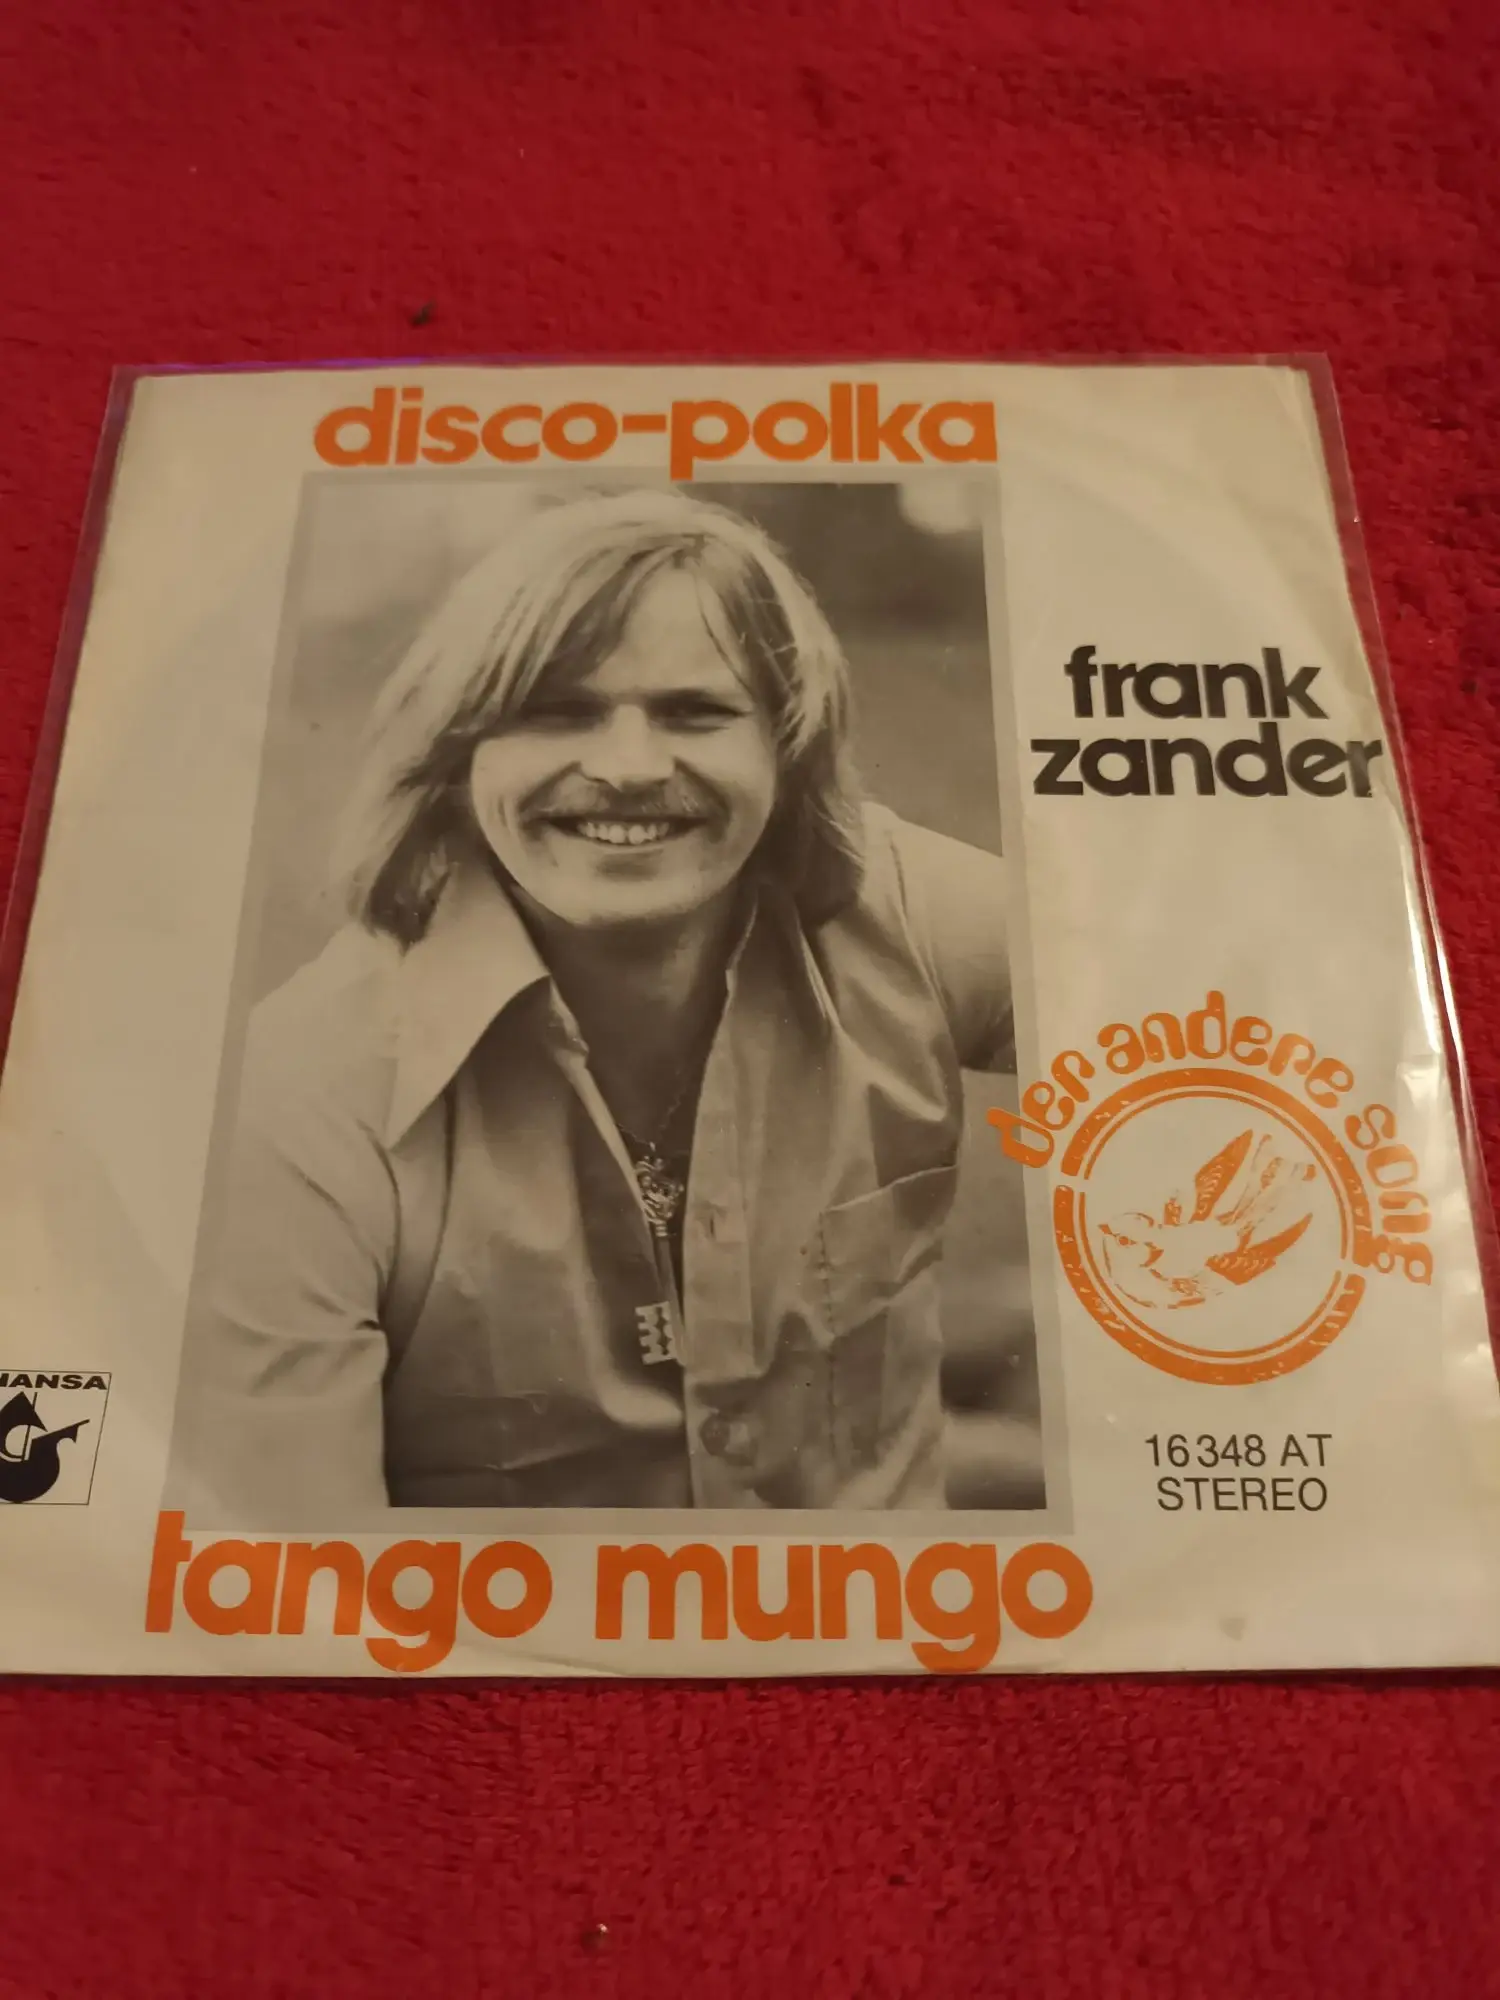 disco-polka
frank
zander
der andere song
HANSA
16 348 AT
STEREO
tango mungo